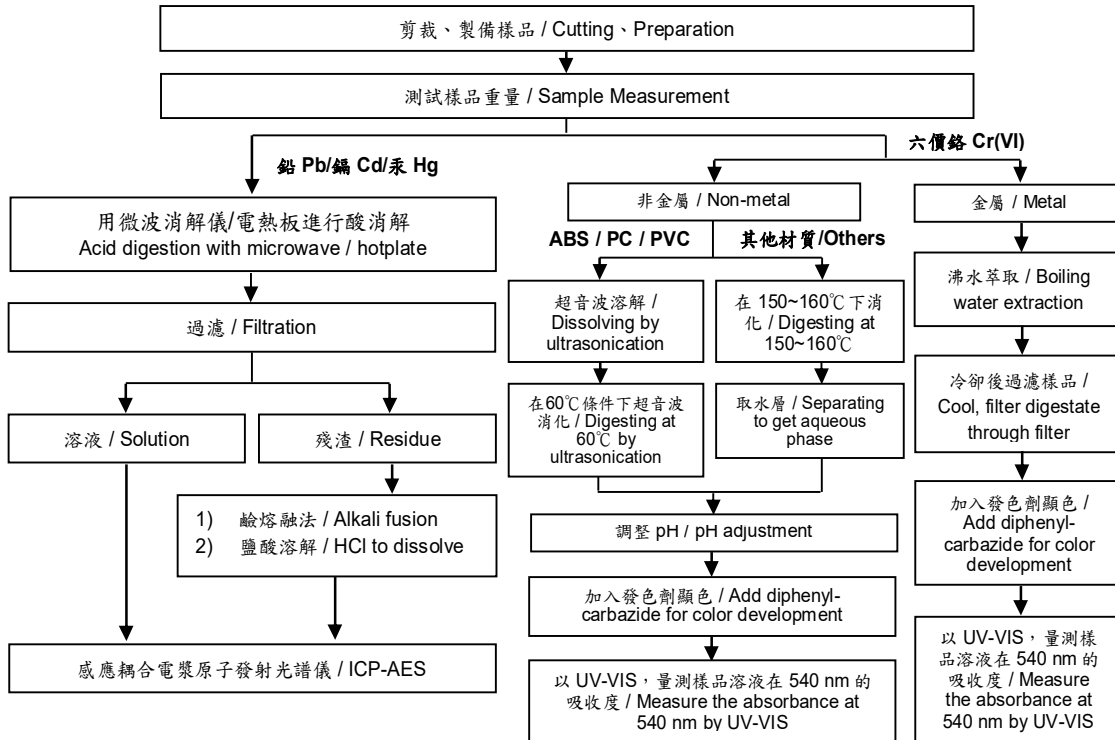 剪裁、製備樣品 / Cutting、Preparation
測試樣品重量 / Sample Measurement
鉛 Pb/鎘 Cd/汞 Hg
六價鉻 Cr(VI)
用微波消解儀/電熱板進行酸消解
Acid digestion with microwave / hotplate
過濾 / Filtration
溶液 / Solution
殘渣 / Residue
1) 鹼熔融法 / Alkali fusion
2) 鹽酸溶解 / HCl to dissolve
感應耦合電漿原子發射光譜儀 / ICP-AES
非金屬 / Non-metal
ABS / PC / PVC
其他材質/Others
超音波溶解 /
Dissolving by
ultrasonication
在60℃條件下超音波
消化 / Digesting at
60℃ by
ultrasonication
在 150~160℃下消
化 / Digesting at
150~160℃
取水層 / Separating
to get aqueous
phase
調整 pH / pH adjustment
加入發色劑顯色 / Add diphenyl-
carbazide for color development
以 UV-VIS，量測樣品溶液在 540 nm 的
吸收度 / Measure the absorbance at
540 nm by UV-VIS
金屬 / Metal
沸水萃取 / Boiling
water extraction
冷卻後過濾樣品 /
Cool, filter digestate
through filter
加入發色劑顯色 /
Add diphenyl-
carbazide for color
development
以 UV-VIS，量測樣
品溶液在 540 nm 的
吸收度 / Measure
the absorbance at
540 nm by UV-VIS